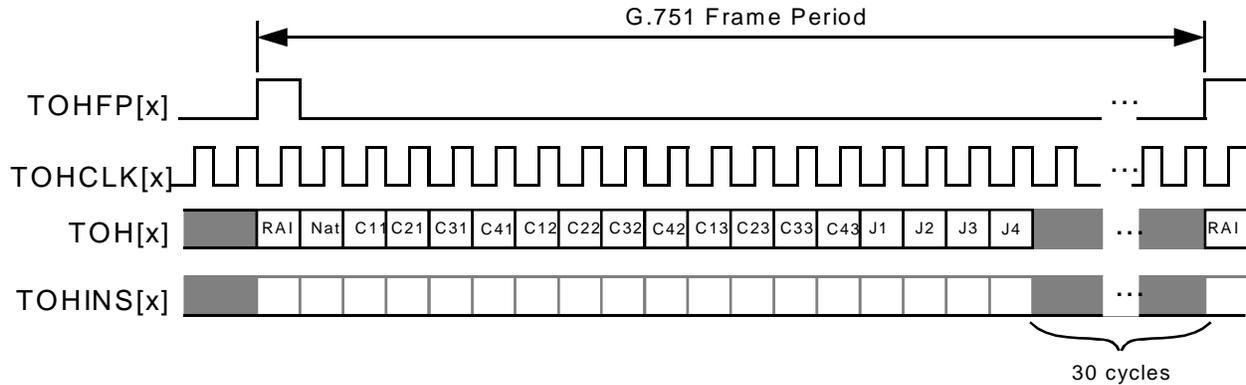 G.751 Frame Period
TOHFP[x]
...
TOHCLK[x]
...
TOH[x] RAI Nat C11 C21 C31 C41 C12 C22 C32 C42 C13 C23 C33 C43 J1 J2 J3 J4 ... RAI
TOHINS[x]
...
30 cycles